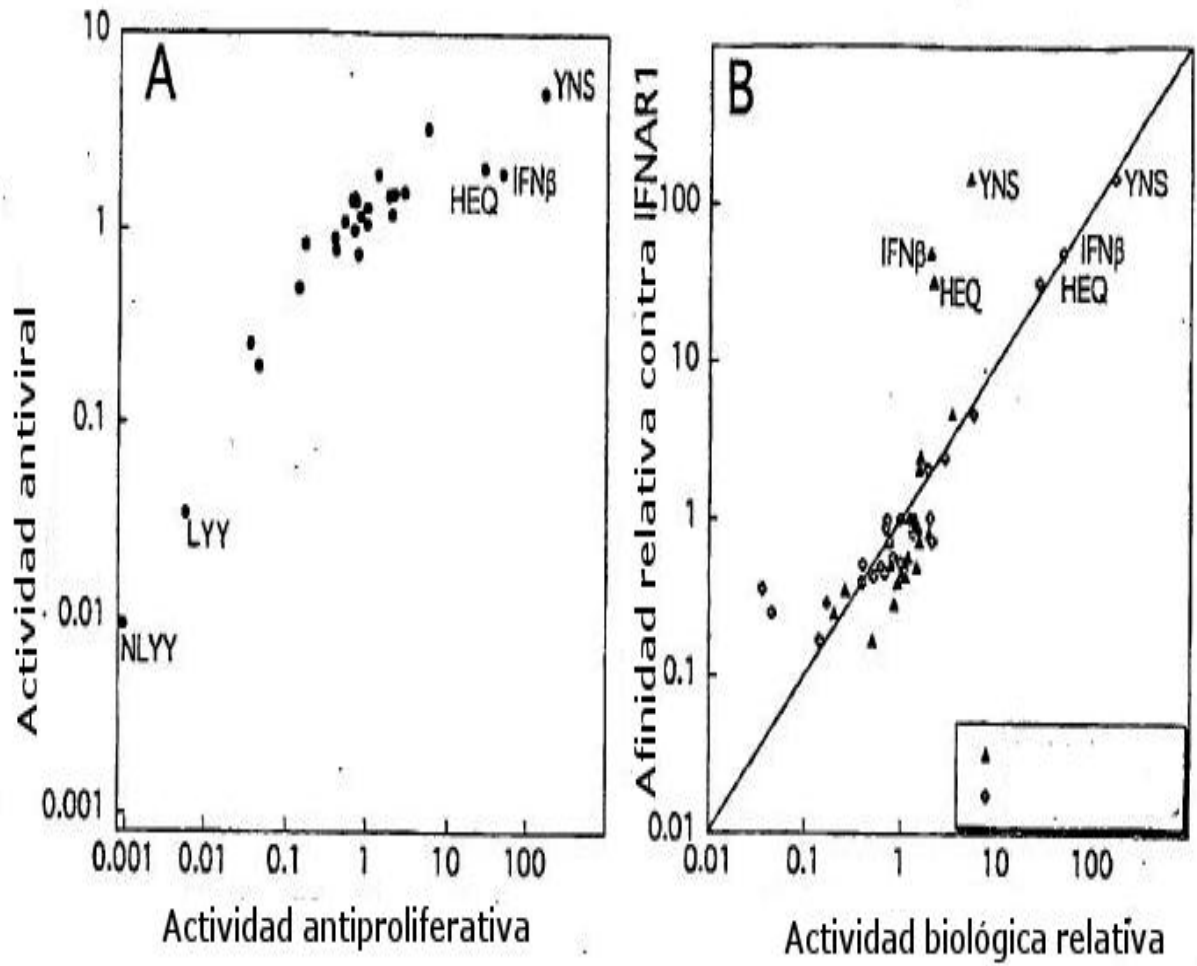 A
Actividad antiviral
10
1
0.1
0.01
0.001
YNS
HEQ
IFNβ
LYY
NLYY
0.001
0.01
0.1
1
10
100
Actividad antiproliferativa
B
Afinidad relativa contra IFNAR1
100
10
1
0.1
0.01
YNS
YNS
IFNβ
IFNβ
HEQ
HEQ
0.01
0.1
1
10
100
Actividad biológica relativa